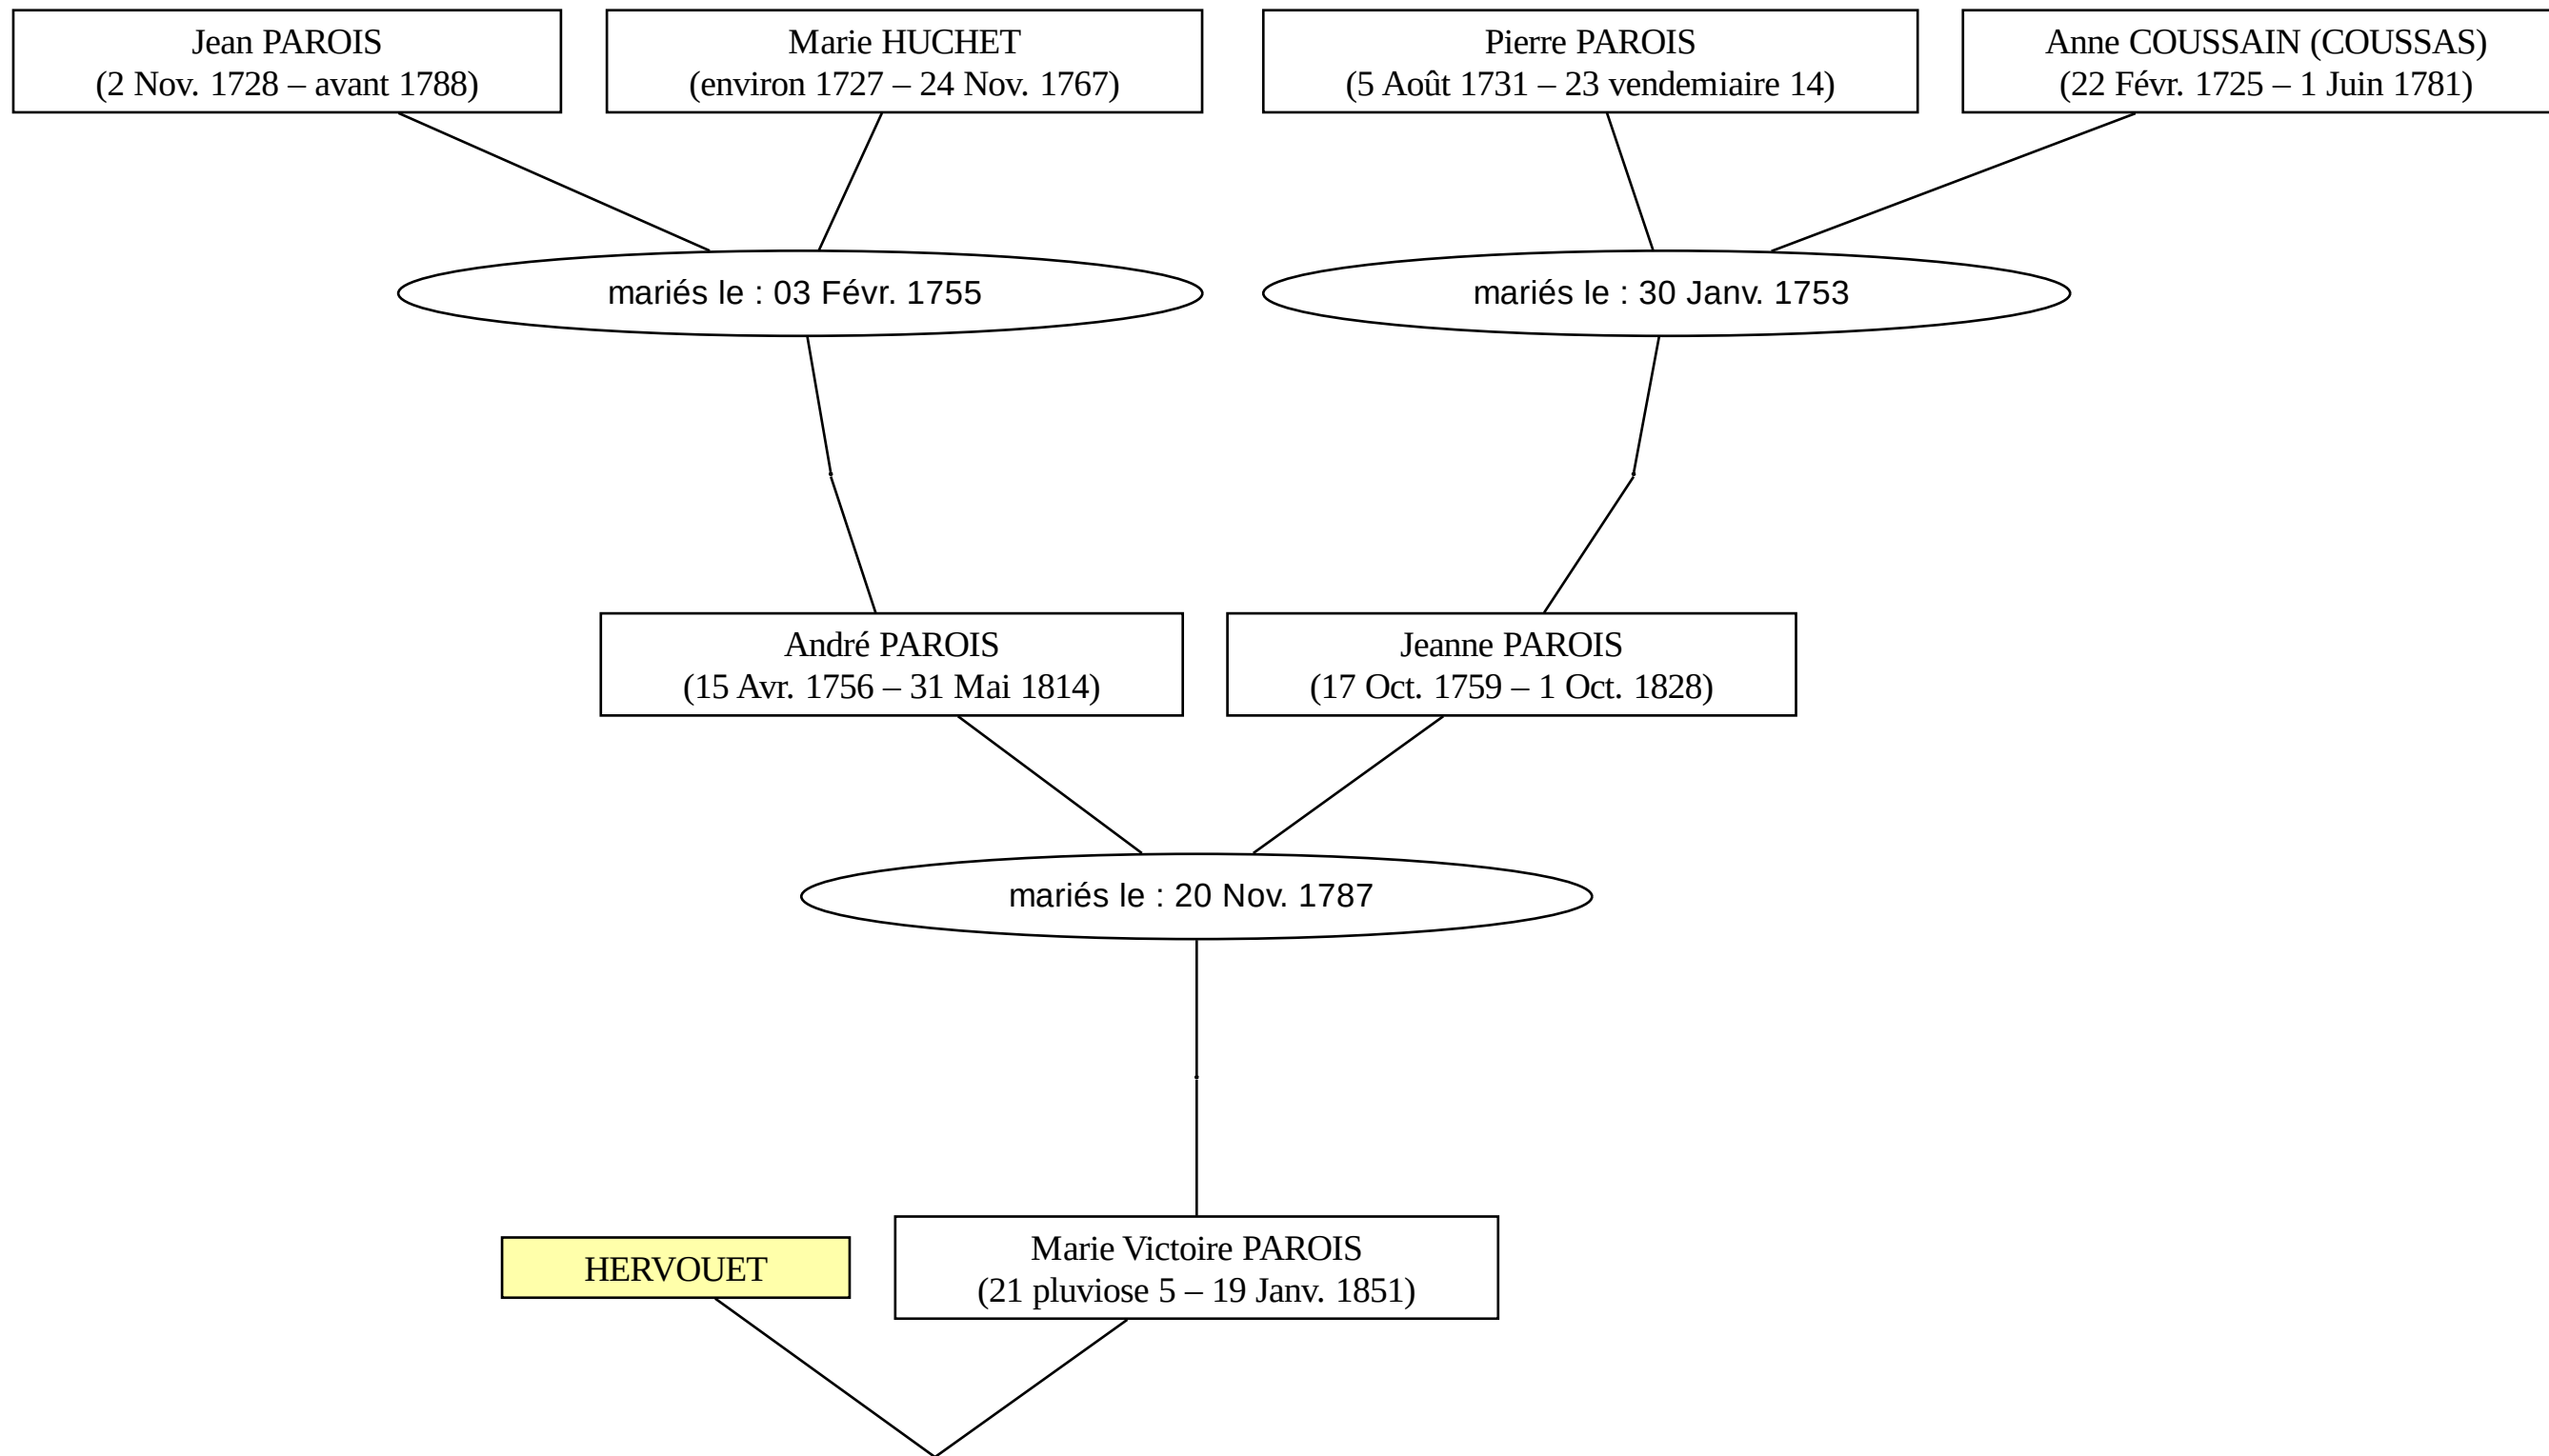 Jean PAROIS
(2 Nov. 1728 – avant 1788)
Marie HUCHET
(environ 1727 – 24 Nov. 1767)
Pierre PAROIS
(5 Août 1731 – 23 vendemiaire 14)
Anne COUSSAIN (COUSSAS)
(22 Févr. 1725 – 1 Juin 1781)
mariés le : 03 Févr. 1755
mariés le : 30 Janv. 1753
André PAROIS
(15 Avr. 1756 – 31 Mai 1814)
Jeanne PAROIS
(17 Oct. 1759 – 1 Oct. 1828)
mariés le : 20 Nov. 1787
HERVOUET
Marie Victoire PAROIS
(21 pluviose 5 – 19 Janv. 1851)